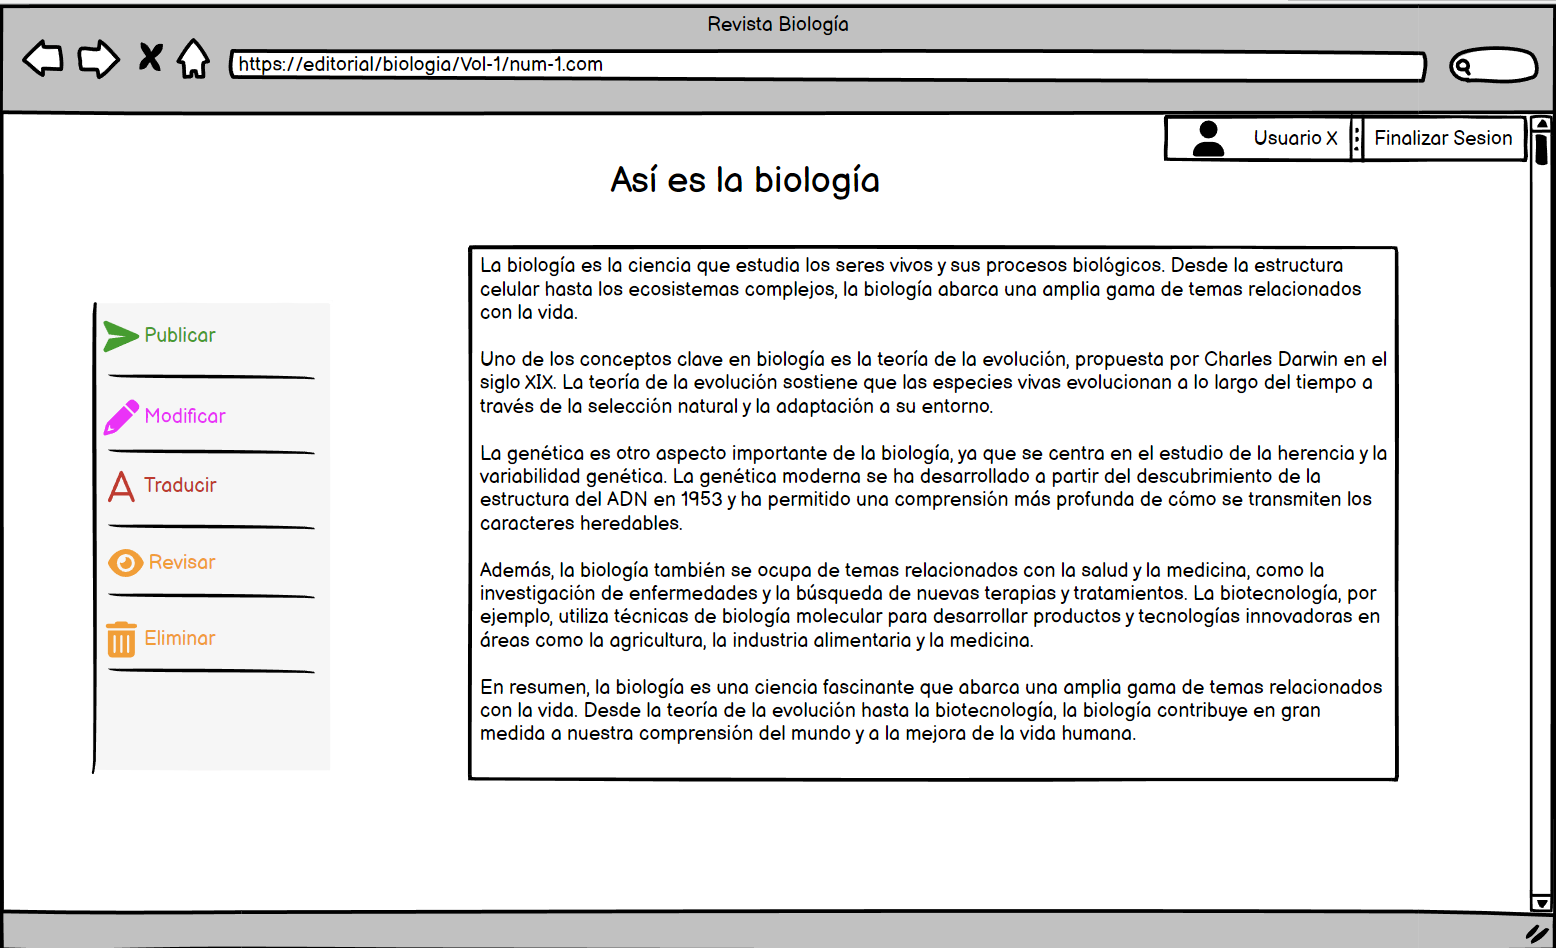 Revista Biología
https://editorial/biologia/Vol-1/num-1.com
Usuario X
Finalizar Sesion
Así es la biología
Publicar
Modificar
Traducir
Revisar
Eliminar
La biología es la ciencia que estudia los seres vivos y sus procesos biológicos. Desde la estructura
celular hasta los ecosistemas complejos, la biología abarca una amplia gama de temas relacionados
con la vida.
Uno de los conceptos clave en biología es la teoría de la evolución, propuesta por Charles Darwin en el
siglo XIX. La teoría de la evolución sostiene que las especies vivas evolucionan a lo largo del tiempo a
través de la selección natural y la adaptación a su entorno.
La genética es otro aspecto importante de la biología, ya que se centra en el estudio de la herencia y la
variabilidad genética. La genética moderna se ha desarrollado a partir del descubrimiento de la
estructura del ADN en 1953 y ha permitido una comprensión más profunda de cómo se transmiten los
caracteres heredables.
Además, la biología también se ocupa de temas relacionados con la salud y la medicina, como la
investigación de enfermedades y la búsqueda de nuevas terapias y tratamientos. La biotecnología, por
ejemplo, utiliza técnicas de biología molecular para desarrollar productos y tecnologías innovadoras en
áreas como la agricultura, la industria alimentaria y la medicina.
En resumen, la biología es una ciencia fascinante que abarca una amplia gama de temas relacionados
con la vida. Desde la teoría de la evolución hasta la biotecnología, la biología contribuye en gran
medida a nuestra comprensión del mundo y a la mejora de la vida humana.